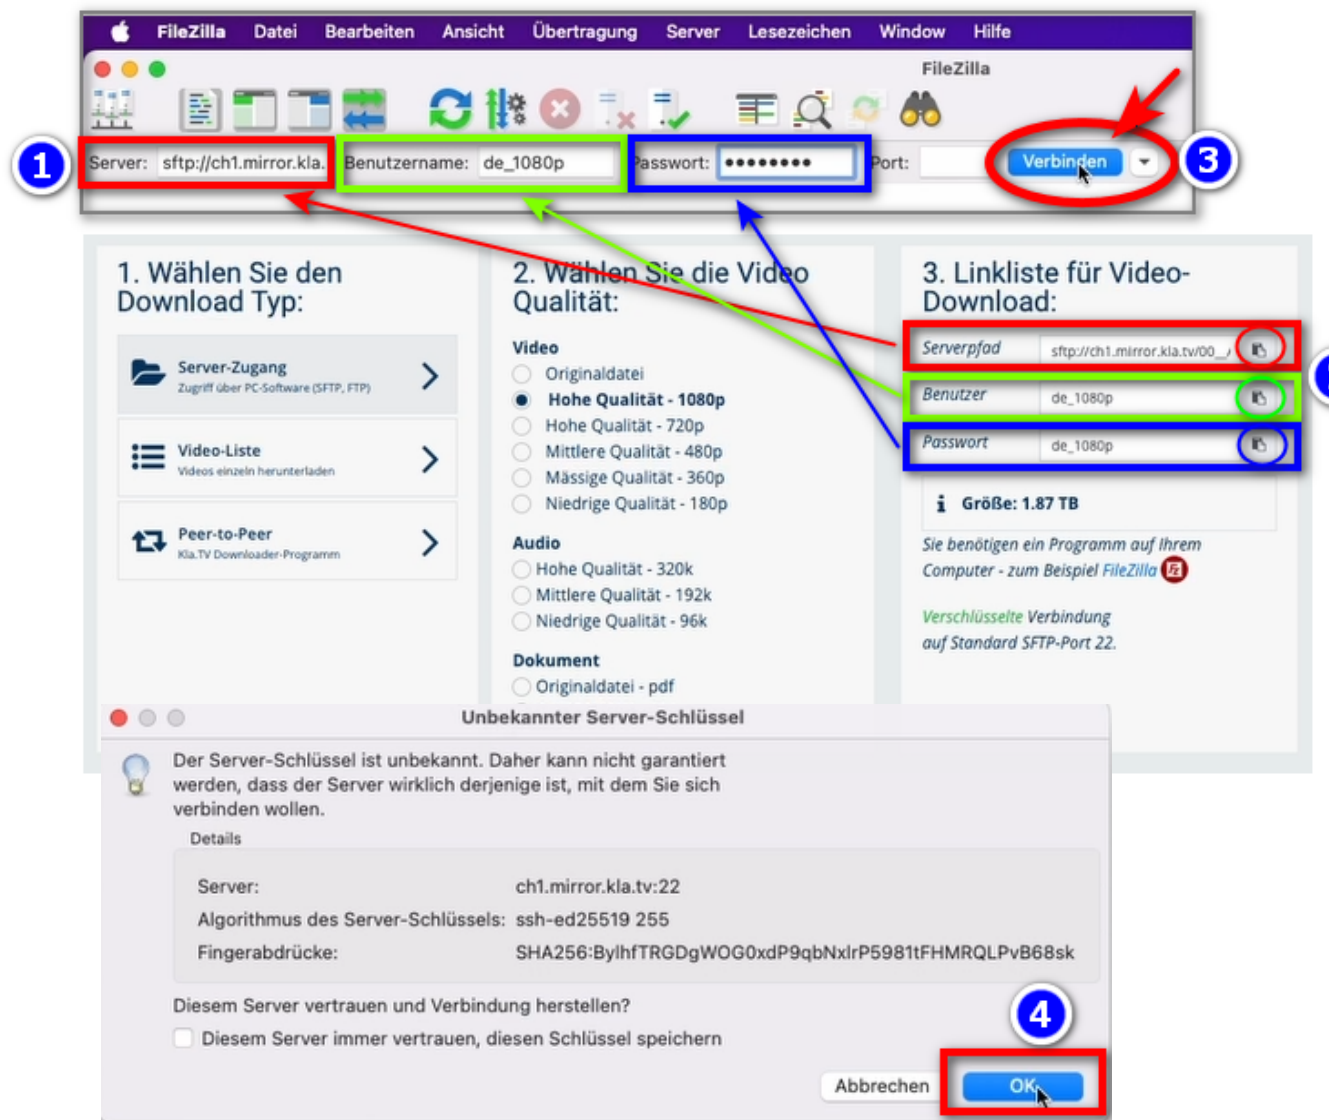 FileZilla Datei Bearbeiten Ansicht Übertragung Server Lesezeichen Window Hilfe
FileZilla
1 Server: sftp://ch1.mirror.kla. Benutzername: de_1080p Passwort: •••••••• Port: Verbinden 3
1. Wählen Sie den
Download Typ:
Server-Zugang
Zugriff über PC-Software (SFTP, FTP)
Video-Liste
Videos einzeln herunterladen
Peer-to-Peer
Kla.TV Downloader-Programm
2. Wählen Sie die Video
Qualität:
Video
Originaldatei
Hohe Qualität - 1080p
Hohe Qualität - 720p
Mittlere Qualität - 480p
Mässige Qualität - 360p
Niedrige Qualität - 180p
Audio
Hohe Qualität - 320k
Mittlere Qualität - 192k
Niedrige Qualität - 96k
Dokument
Originaldatei - pdf
3. Linkliste für Video-
Download:
Serverpfad sftp://ch1.mirror.kla.tv/00__
Benutzer de_1080p
Passwort de_1080p
i Größe: 1.87 TB
Sie benötigen ein Programm auf Ihrem
Computer - zum Beispiel FileZilla Fz
Verschlüsselte Verbindung
auf Standard SFTP-Port 22.
Unbekannter Server-Schlüssel
Der Server-Schlüssel ist unbekannt. Daher kann nicht garantiert
werden, dass der Server wirklich derjenige ist, mit dem Sie sich
verbinden wollen.
Details
Server: ch1.mirror.kla.tv:22
Algorithmus des Server-Schlüssels: ssh-ed25519 255
Fingerabdrücke: SHA256:BylhfTRGDgWOG0xdP9qbNxlrP5981tFHMRQLPvB68sk
Diesem Server vertrauen und Verbindung herstellen?
4
Diesem Server immer vertrauen, diesen Schlüssel speichern
Abbrechen OK